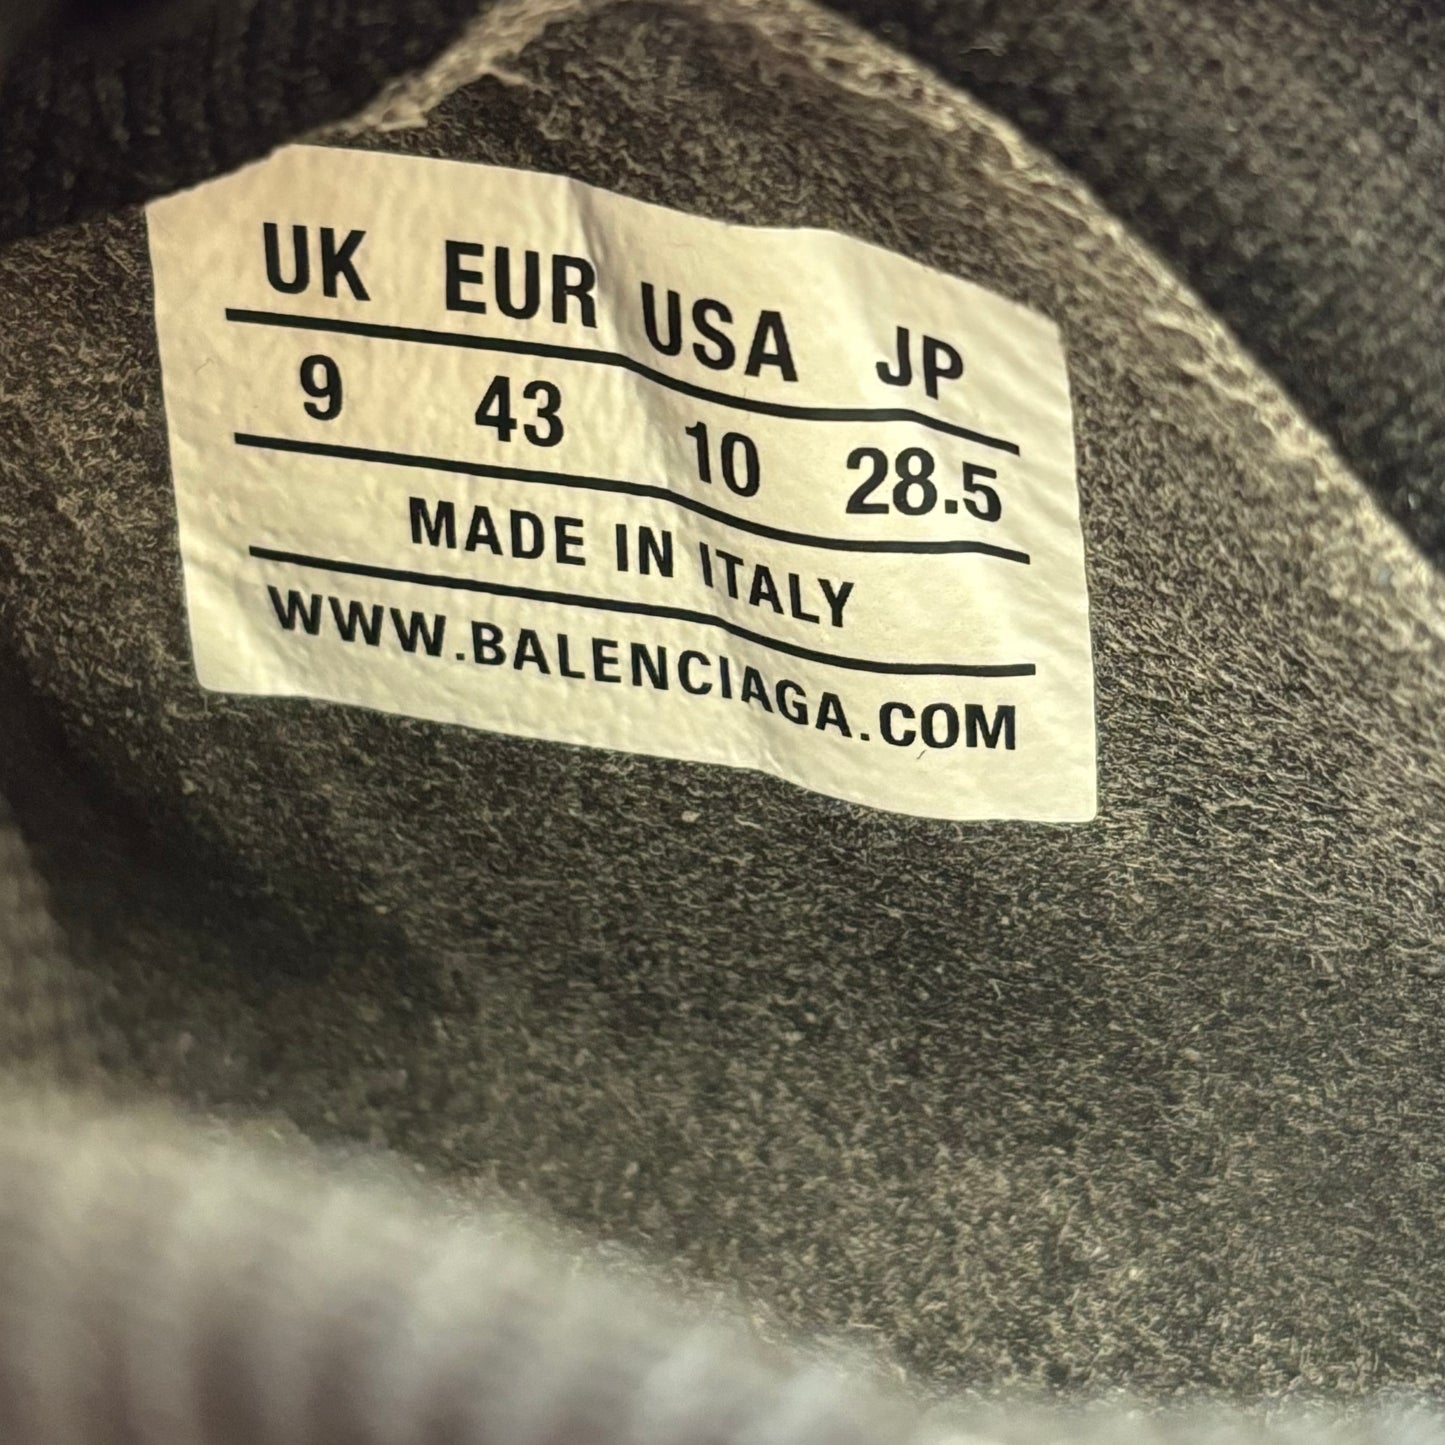 UK EUR USA JP
9 43 10 28.5
MADE IN ITALY
WWW.BALENCIAGA.COM